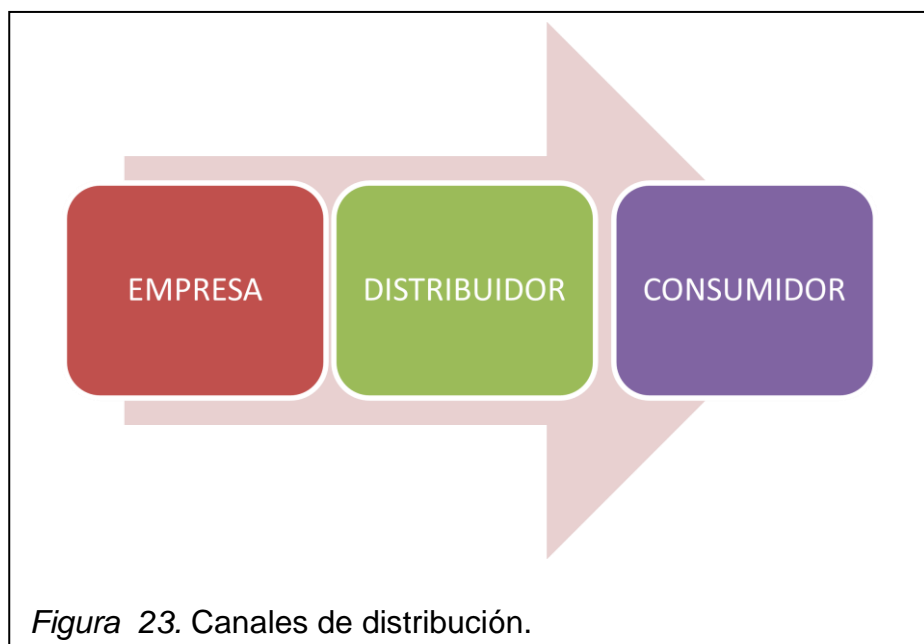 EMPRESA
DISTRIBUIDOR
CONSUMIDOR
Figura 23. Canales de distribución.